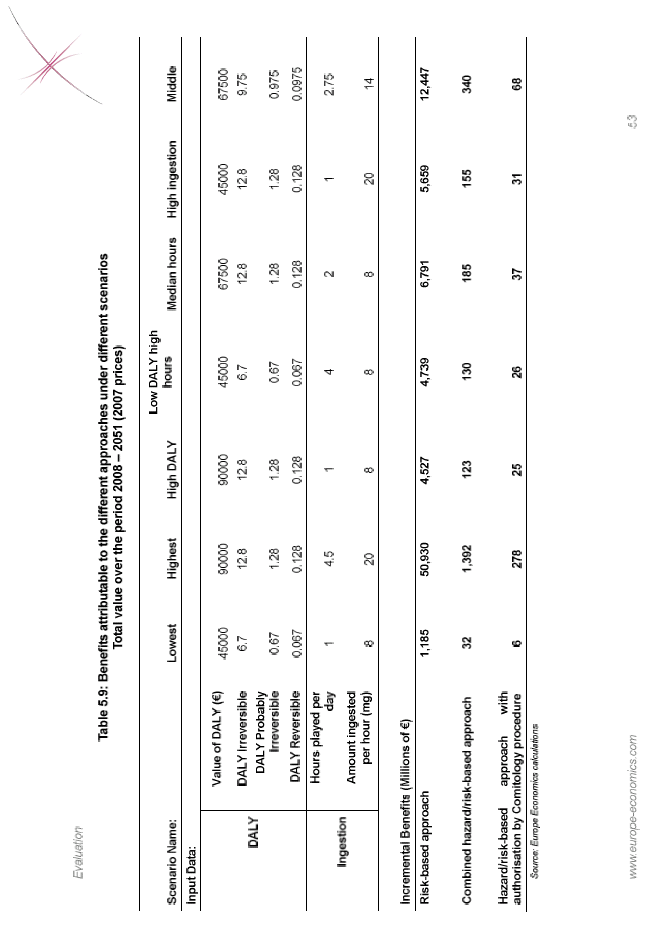 Evaluation
Table 5.9: Benefits attributable to the different approaches under different scenarios
Total value over the period 2008 – 2051 (2007 prices)
Scenario Name: Lowest Highest High DALY Low DALY high hours Median hours High ingestion Middle
Input Data:
DALY
Value of DALY (€) 45000 90000 90000 45000 67500 45000 67500
DALY Irreversible 6.7 12.8 12.8 6.7 12.8 12.8 9.75
DALY Probably Irreversible 0.67 1.28 1.28 0.67 1.28 1.28 0.975
DALY Reversible 0.067 0.128 0.128 0.067 0.128 0.128 0.0975
Ingestion
Hours played per day 1 4.5 1 4 2 1 2.75
Amount ingested per hour (mg) 8 20 8 8 8 20 14
Incremental Benefits (Millions of €)
Risk-based approach 1,185 50,930 4,527 4,739 6,791 5,659 12,447
Combined hazard/risk-based approach 32 1,392 123 130 185 155 340
Hazard/risk-based approach with authorisation by Comitology procedure 6 278 25 26 37 31 68
Source: Europe Economics calculations
www.europe-economics.com 53